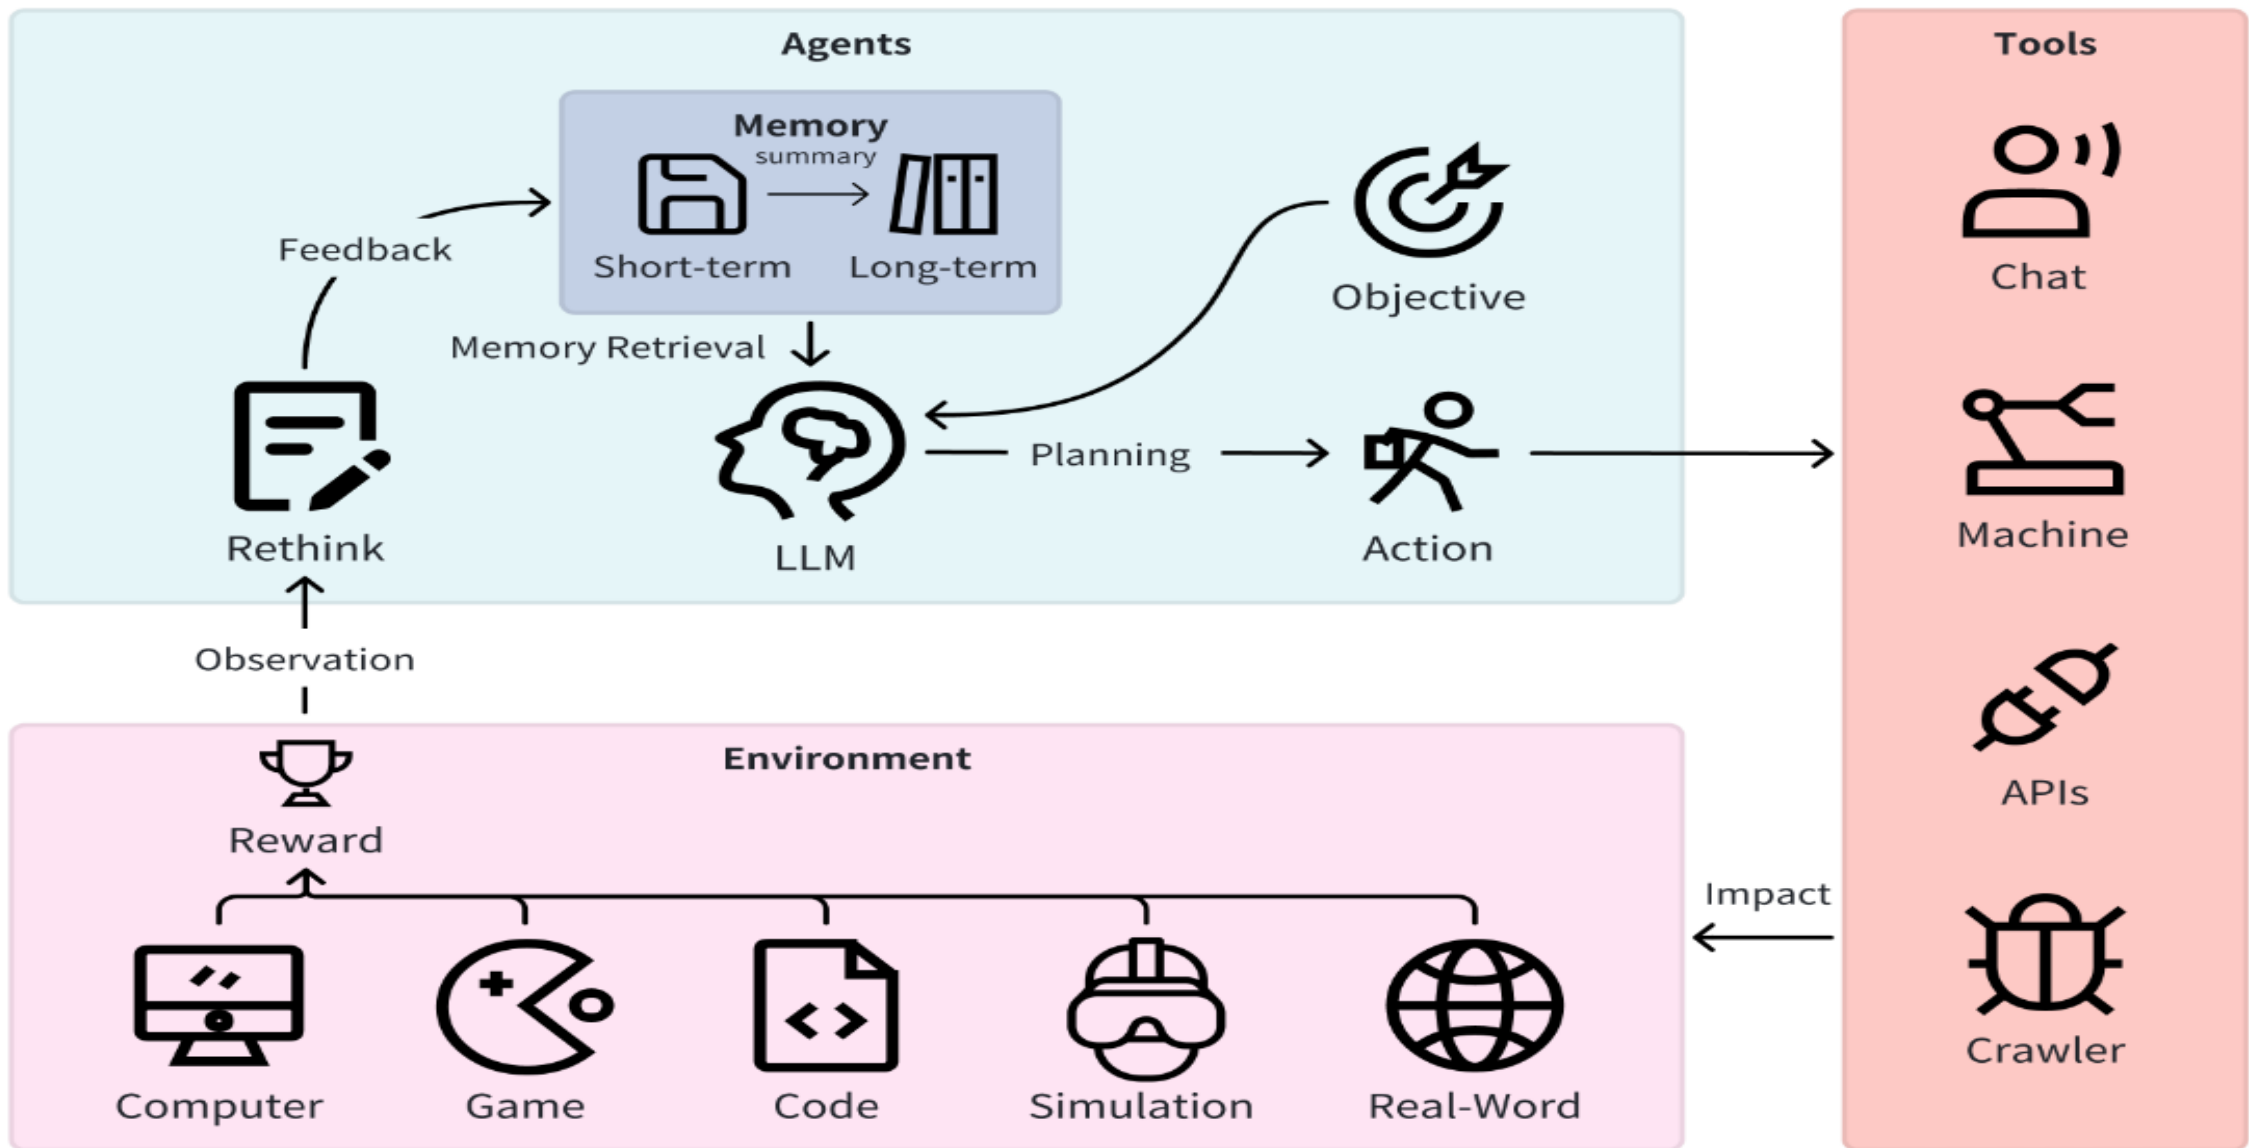 Agents
Tools
Memory
summary
Short-term
Long-term
Feedback
Memory Retrieval
Objective
Chat
Planning
Rethink
LLM
Action
Machine
Observation
Environment
Reward
APIs
Impact
Crawler
Computer
Game
Code
Simulation
Real-Word